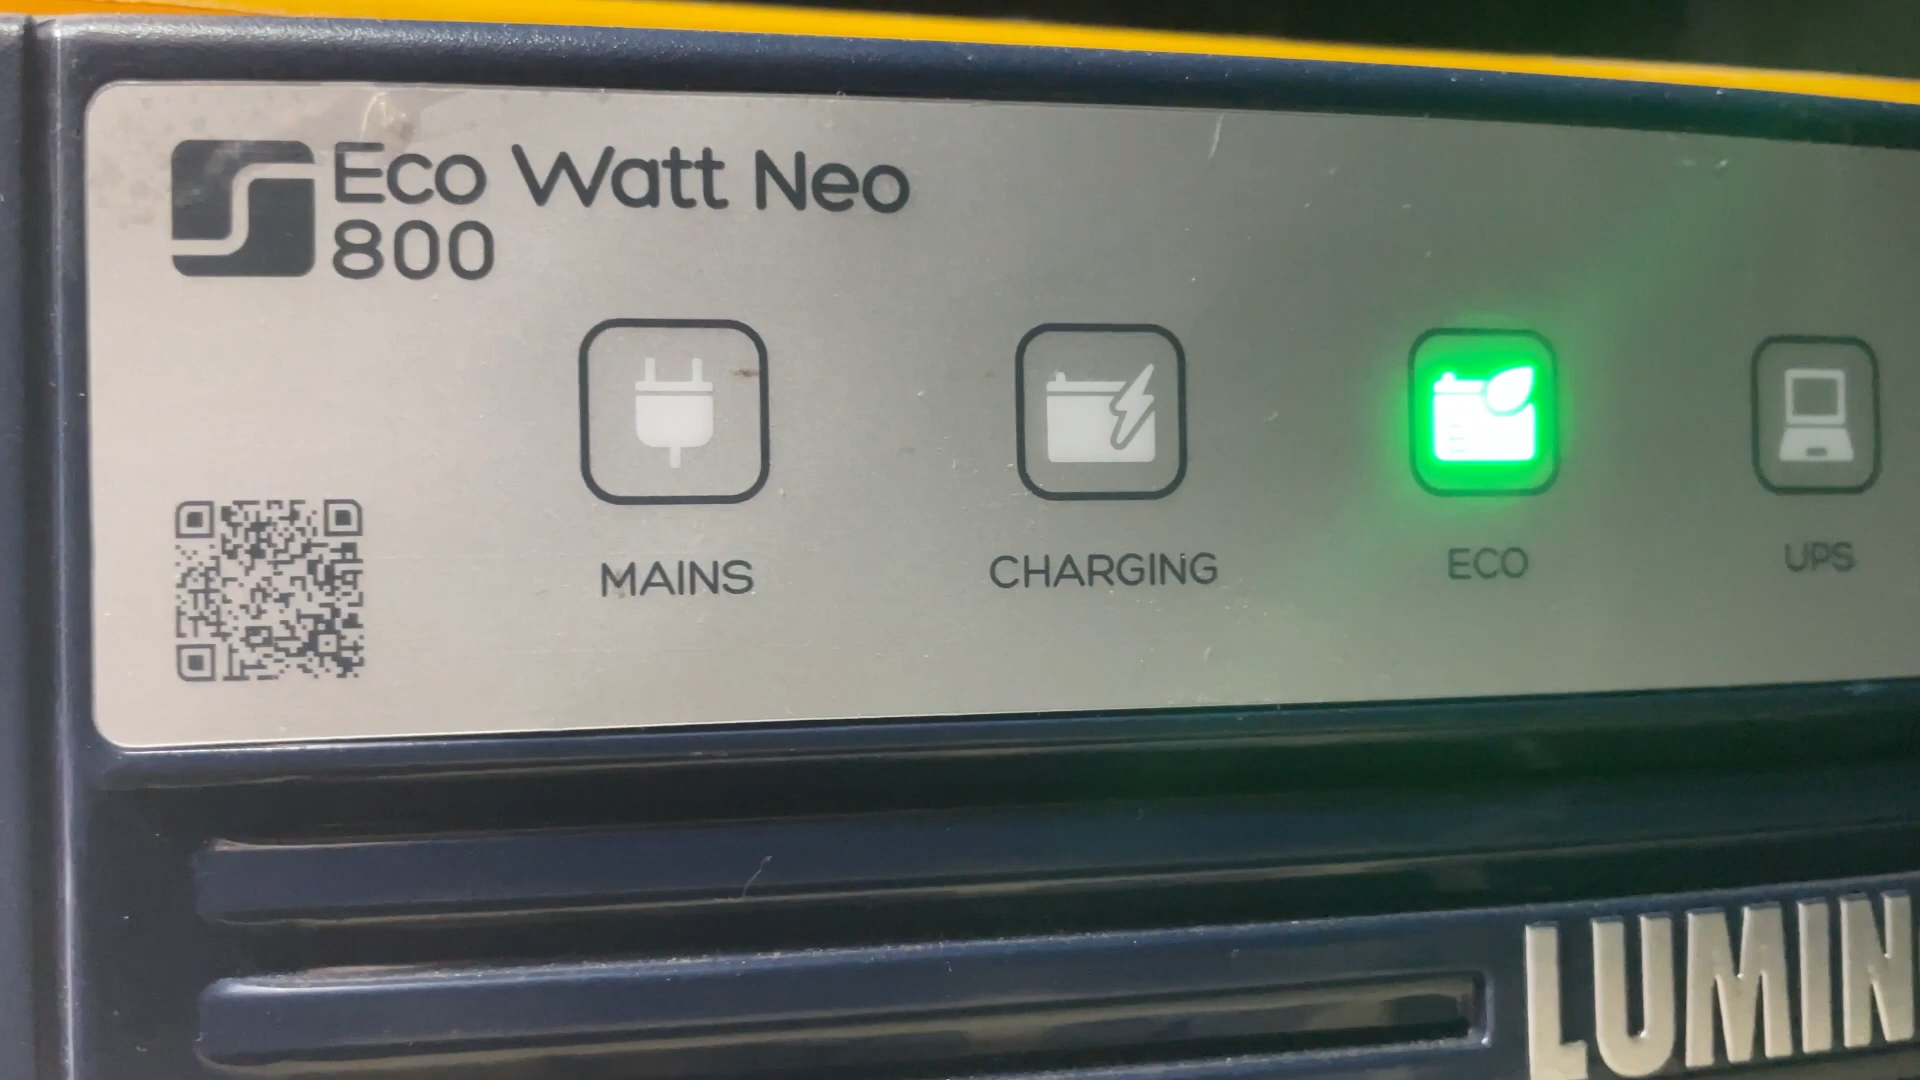 Eco Watt Neo
800
MAINS
CHARGING
ECO
UPS
LUMIN